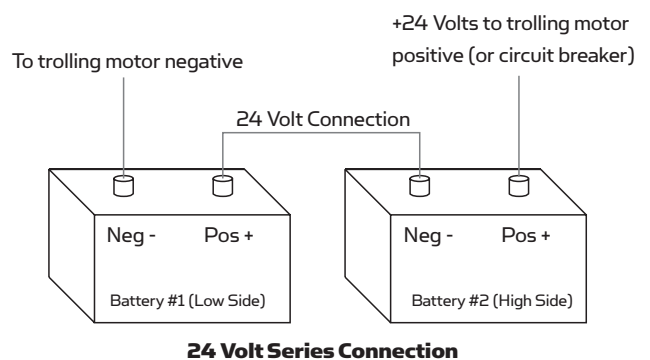 +24 Volts to trolling motor
positive (or circuit breaker)
To trolling motor negative
24 Volt Connection
Neg - Pos +
Neg - Pos +
Battery #1 (Low Side)
Battery #2 (High Side)
24 Volt Series Connection